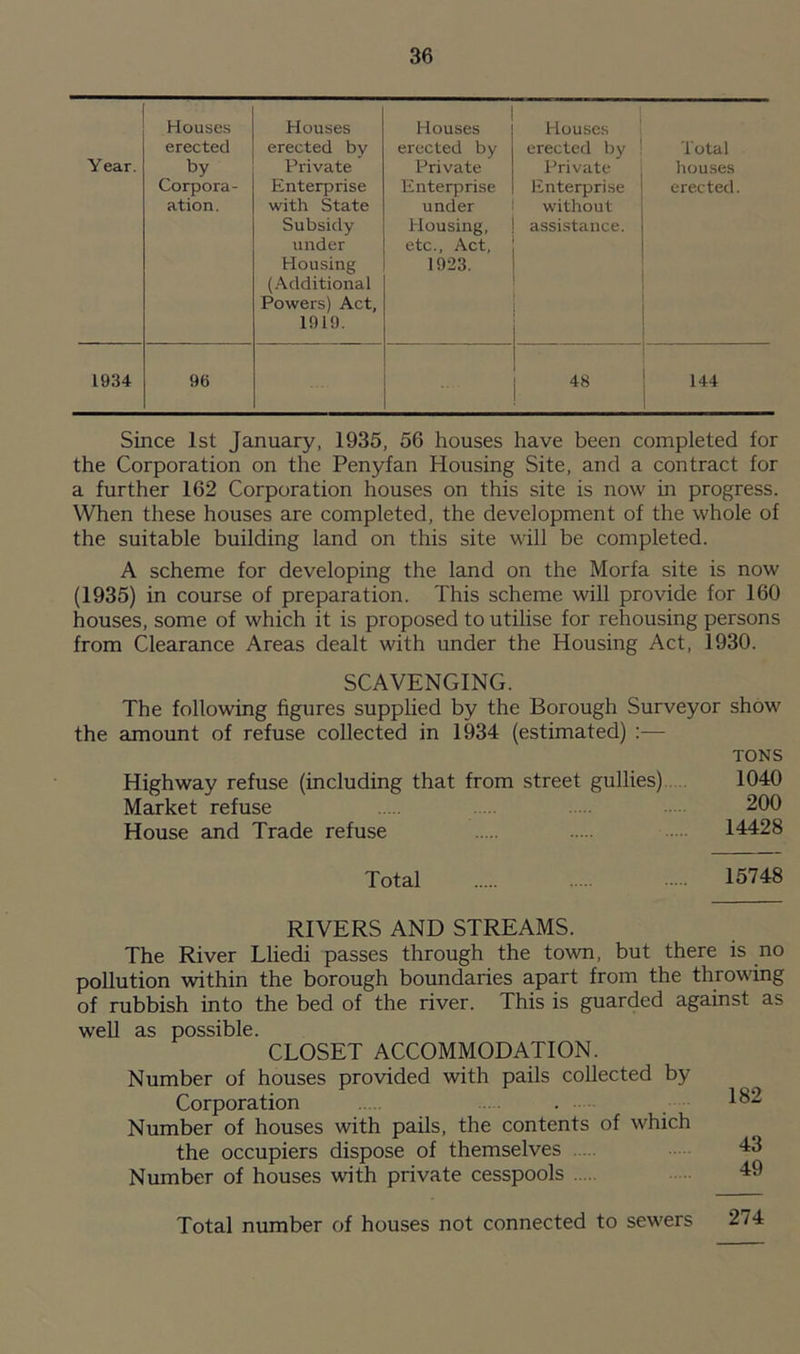 36
Year.
Houses
erected
by
Corpora-
ation.
Houses
erected by
Private
Enterprise
with State
Subsidy
under
Housing
(Additional
Powers) Act,
1919.
Houses
erected by
Private
Enterprise
under
Housing,
etc., Act,
1923.
Houses
erected by
Private
Enterprise
without
assistance.
Total
houses
erected.
1934 96 .... .... 48 144
Since 1st January, 1935, 56 houses have been completed for
the Corporation on the Penyfan Housing Site, and a contract for
a further 162 Corporation houses on this site is now in progress.
When these houses are completed, the development of the whole of
the suitable building land on this site will be completed.
A scheme for developing the land on the Morfa site is now
(1935) in course of preparation. This scheme will provide for 160
houses, some of which it is proposed to utilise for rehousing persons
from Clearance Areas dealt with under the Housing Act, 1930.
SCAVENGING.
The following figures supplied by the Borough Surveyor show
the amount of refuse collected in 1934 (estimated) :—
TONS
Highway refuse (including that from street gullies) .... 1040
Market refuse ..... ..... ..... ..... 200
House and Trade refuse ..... ..... ..... 14428
Total ..... ..... ..... 15748
RIVERS AND STREAMS.
The River Lliedi passes through the town, but there is no
pollution within the borough boundaries apart from the throwing
of rubbish into the bed of the river. This is guarded against as
well as possible.
CLOSET ACCOMMODATION.
Number of houses provided with pails collected by
Corporation ..... ..... ..... ..... 182
Number of houses with pails, the contents of which
the occupiers dispose of themselves ..... ..... 43
Number of houses with private cesspools ..... ..... 49
Total number of houses not connected to sewers 274